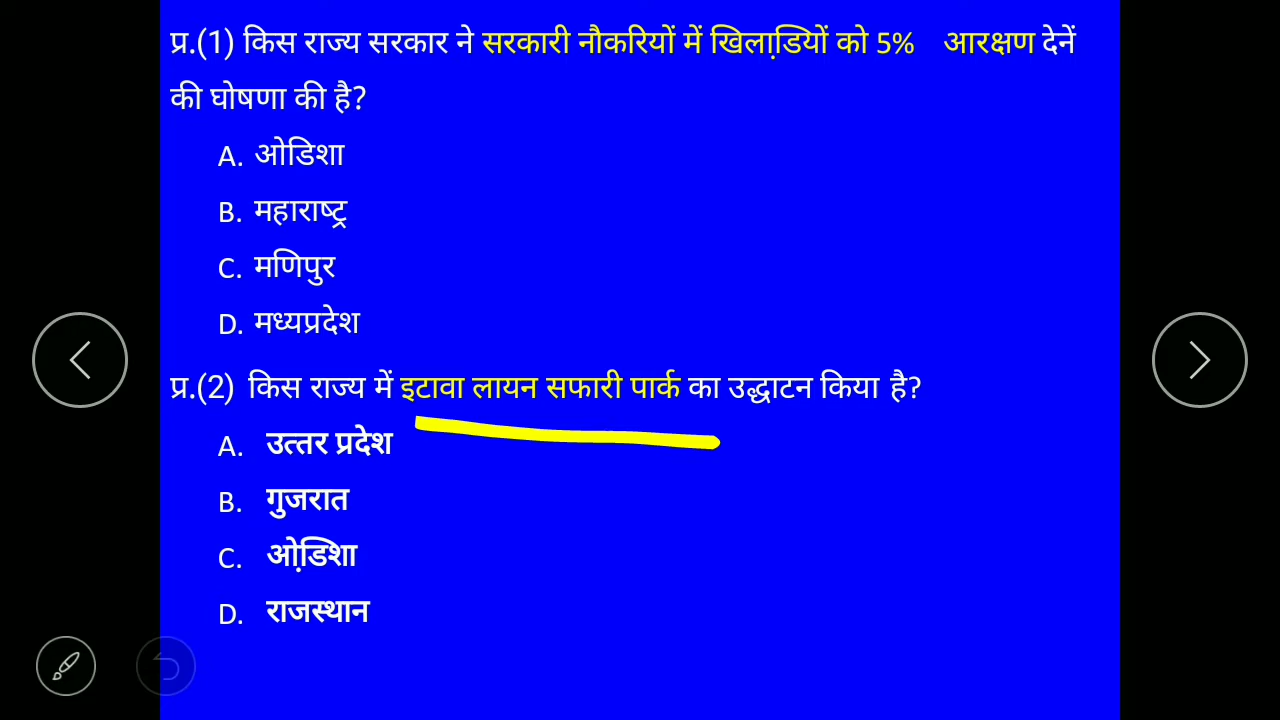 प्र.(1) किस राज्य सरकार ने सरकारी नौकरियों में खिलाड़ियों को 5% आरक्षण देनें
की घोषणा की है?
A. ओडिशा
B. महाराष्ट्र
C. मणिपुर
D. मध्यप्रदेश
प्र.(2) किस राज्य में इटावा लायन सफारी पार्क का उद्धाटन किया है?
A. उत्तर प्रदेश
B. गुजरात
C. ओड़िशा
D. राजस्थान